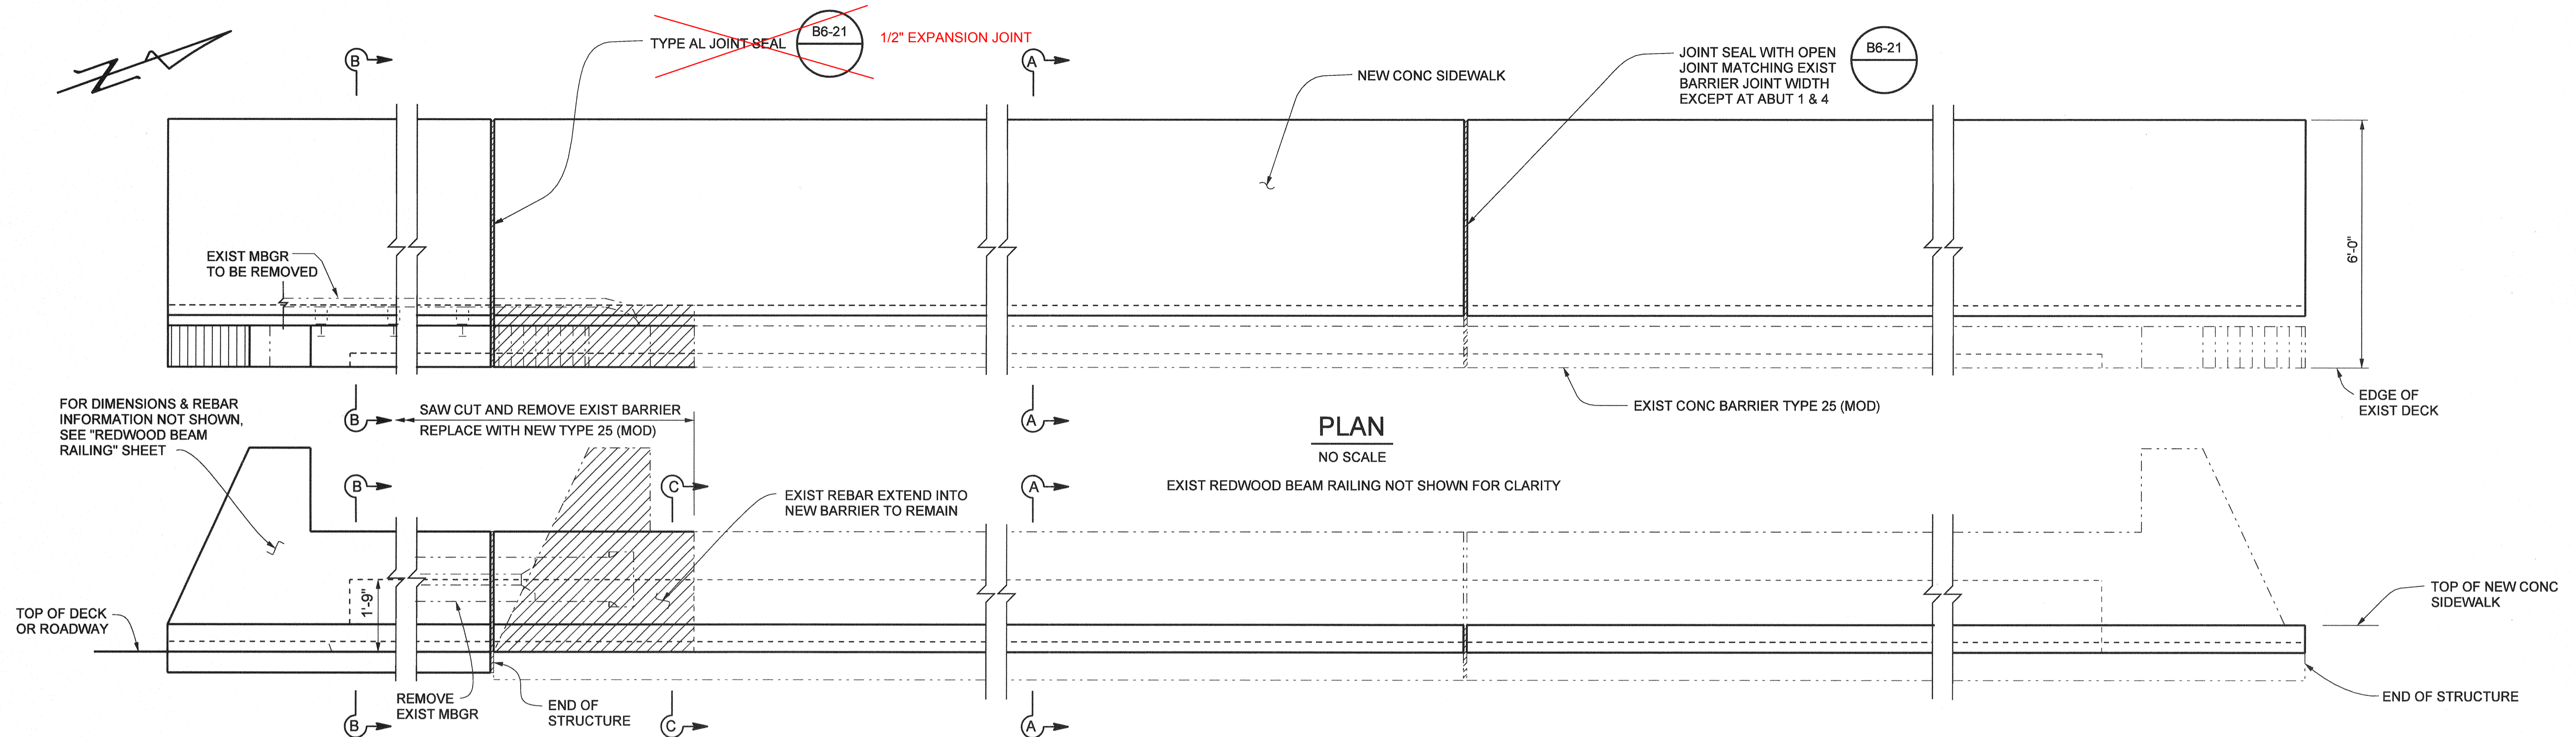 TYPE AL JOINT SEAL
B6-21
1/2" EXPANSION JOINT
B
A
NEW CONC SIDEWALK
JOINT SEAL WITH OPEN
JOINT MATCHING EXIST
BARRIER JOINT WIDTH
EXCEPT AT ABUT 1 & 4
B6-21
N
EXIST MBGR
TO BE REMOVED
6'-0"
FOR DIMENSIONS & REBAR
INFORMATION NOT SHOWN,
SEE "REDWOOD BEAM
RAILING" SHEET
B
SAW CUT AND REMOVE EXIST BARRIER
REPLACE WITH NEW TYPE 25 (MOD)
A
PLAN
NO SCALE
EXIST CONC BARRIER TYPE 25 (MOD)
EDGE OF
EXIST DECK
B
C
EXIST REBAR EXTEND INTO
NEW BARRIER TO REMAIN
A
EXIST REDWOOD BEAM RAILING NOT SHOWN FOR CLARITY
1'-9"
TOP OF DECK
OR ROADWAY
TOP OF NEW CONC
SIDEWALK
REMOVE
EXIST MBGR
END OF
STRUCTURE
END OF STRUCTURE
B
C
A